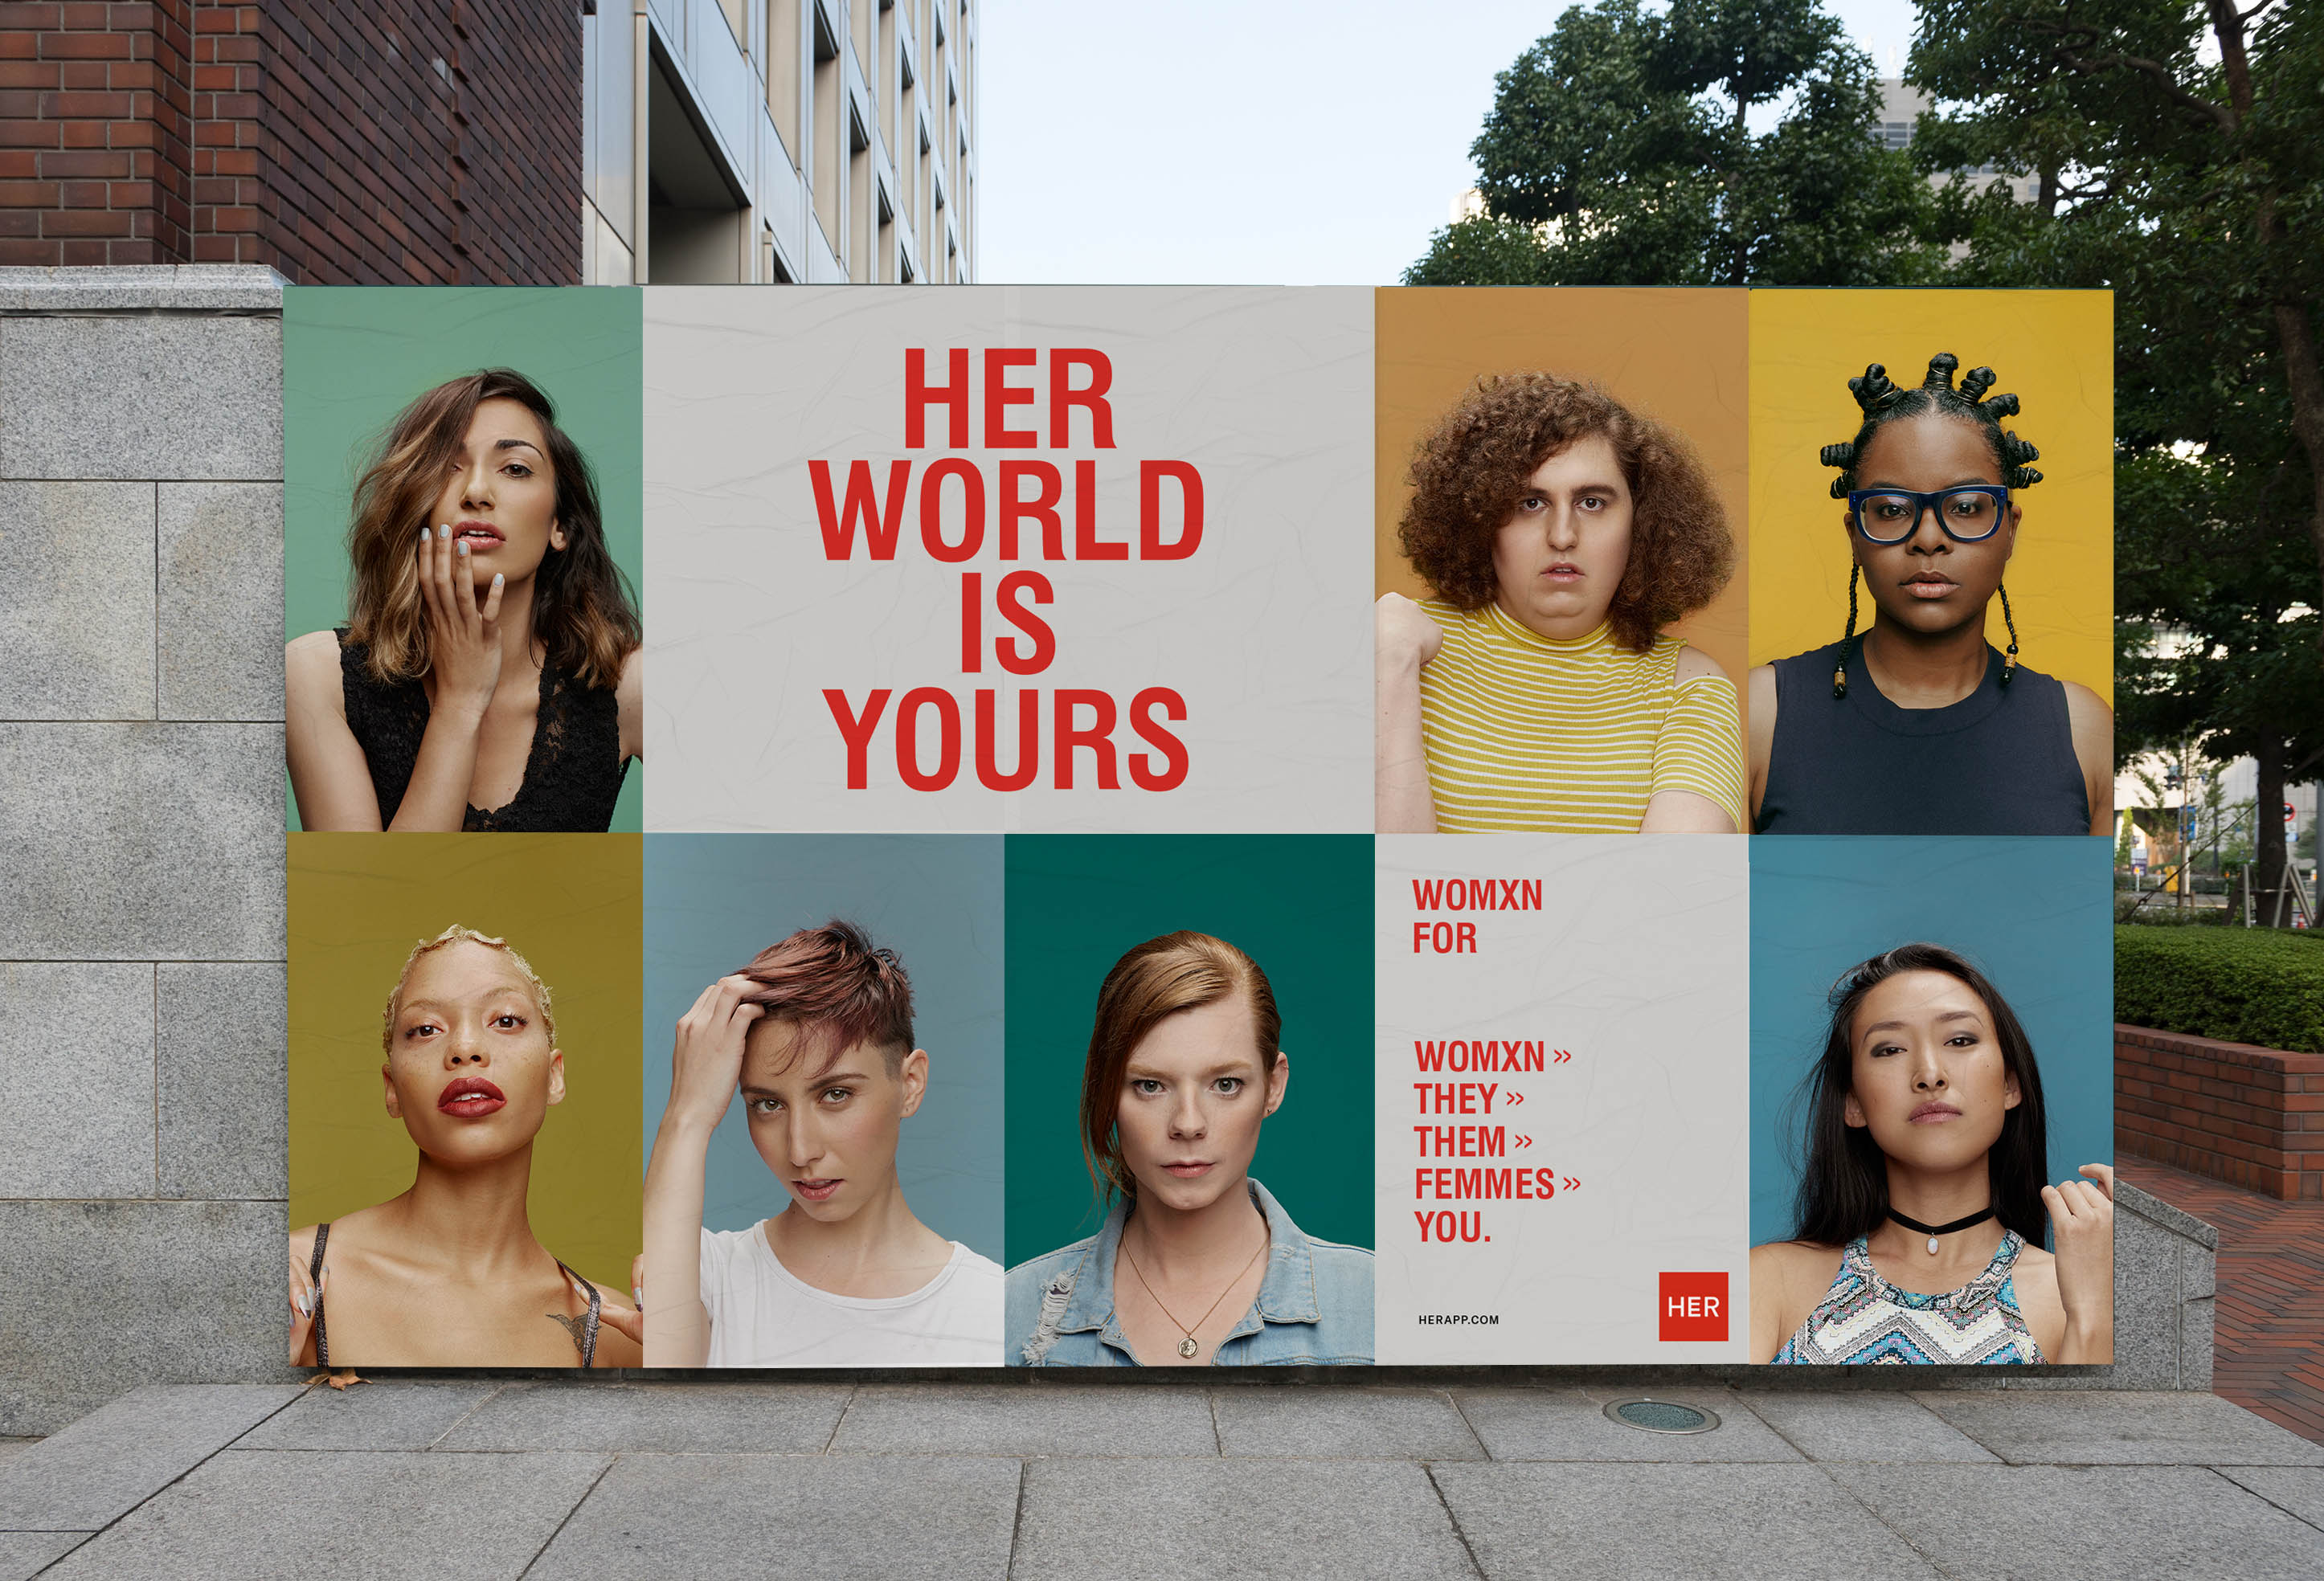 HER
WORLD
IS
YOURS
WOMXN
FOR
WOMXN »
THEY »
THEM »
FEMMES »
YOU.
HERAPP.COM
HER